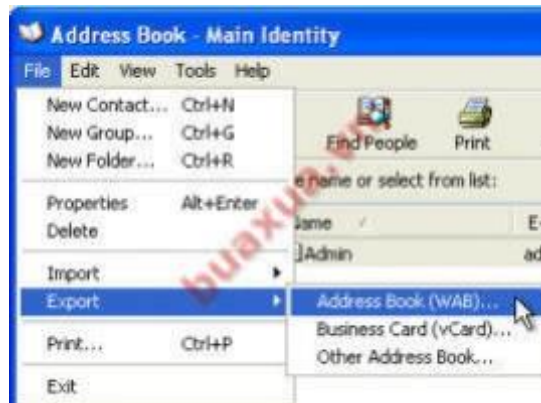 Address Book - Main Identity
File Edit View Tools Help
New Contact... Ctrl+N
New Group... Ctrl+G
New Folder... Ctrl+R
Properties Alt+Enter
Delete
Import
Export
Print... Ctrl+P
Exit
Find People Print
name or select from list:
Name
Admin
Address Book (WAB)...
Business Card (vCard)...
Other Address Book...
buaxua.vn